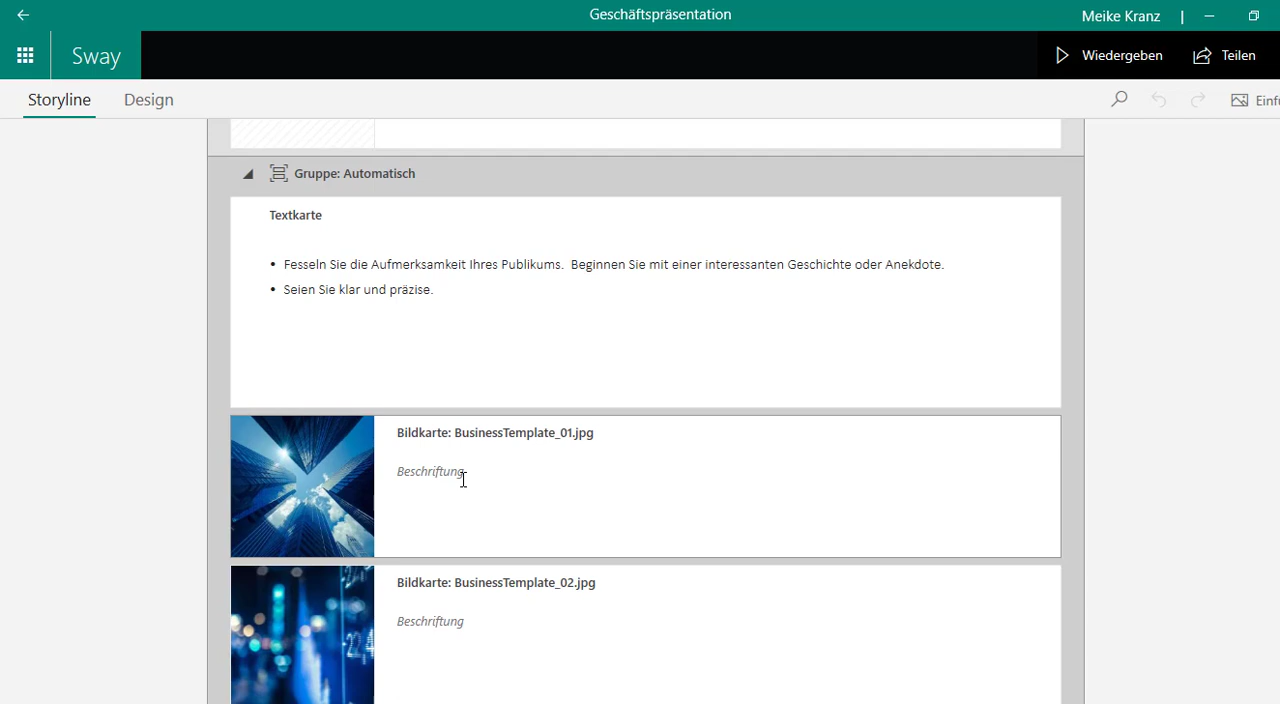 Geschäftspräsentation
Meike Kranz
Sway
Wiedergeben
Teilen
Storyline
Design
Einfü
Gruppe: Automatisch
Textkarte
• Fesseln Sie die Aufmerksamkeit Ihres Publikums.  Beginnen Sie mit einer interessanten Geschichte oder Anekdote.
• Seien Sie klar und präzise.
Bildkarte: BusinessTemplate_01.jpg
Beschriftung
Bildkarte: BusinessTemplate_02.jpg
Beschriftung